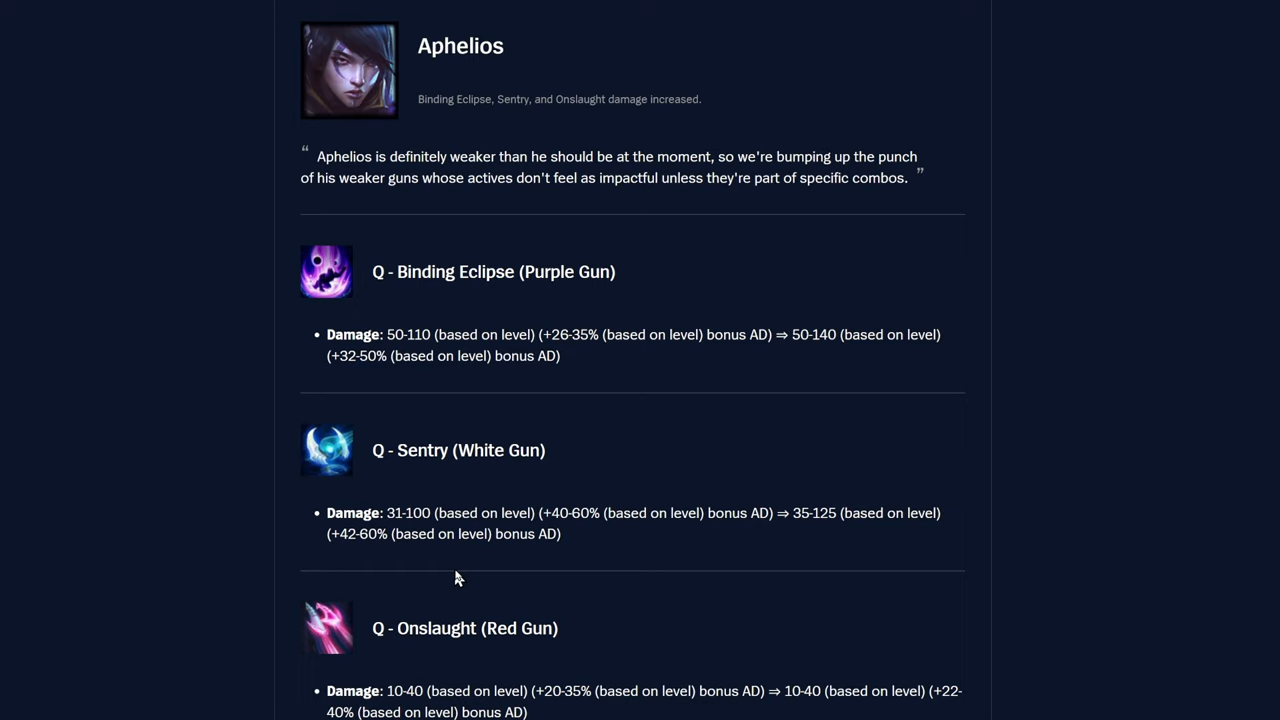 Aphelios
Binding Eclipse, Sentry, and Onslaught damage increased.
“ Aphelios is definitely weaker than he should be at the moment, so we're bumping up the punch
of his weaker guns whose actives don't feel as impactful unless they're part of specific combos. ”
Q - Binding Eclipse (Purple Gun)
• Damage: 50-110 (based on level) (+26-35% (based on level) bonus AD) ⇒ 50-140 (based on level)
(+32-50% (based on level) bonus AD)
Q - Sentry (White Gun)
• Damage: 31-100 (based on level) (+40-60% (based on level) bonus AD) ⇒ 35-125 (based on level)
(+42-60% (based on level) bonus AD)
Q - Onslaught (Red Gun)
• Damage: 10-40 (based on level) (+20-35% (based on level) bonus AD) ⇒ 10-40 (based on level) (+22-
40% (based on level) bonus AD)